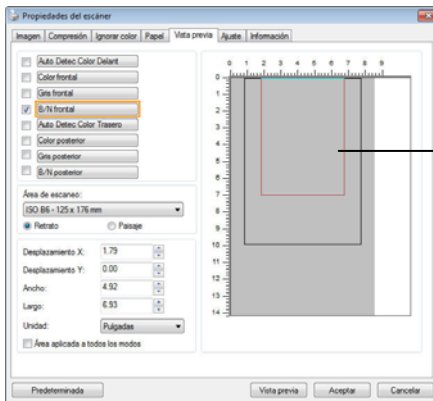 Propiedades del escáner
Imagen Compresión Ignorar color Papel Vista previa Ajuste Información
Auto Detec Color Delant
Color frontal
Gris frontal
B/N frontal
Auto Detec Color Trasero
Color posterior
Gris posterior
B/N posterior
Área de escaneo:
ISO B6 - 125 x 176 mm
Retrato Paisaje
Desplazamiento X: 1.79
Desplazamiento Y: 0.00
Ancho: 4.92
Largo: 6.93
Unidad: Pulgadas
Área aplicada a todos los modos
0 1 2 3 4 5 6 7 8 9
0
1
2
3
4
5
6
7
8
9
10
11
12
13
14
Predeterminada Vista previa Aceptar Cancelar